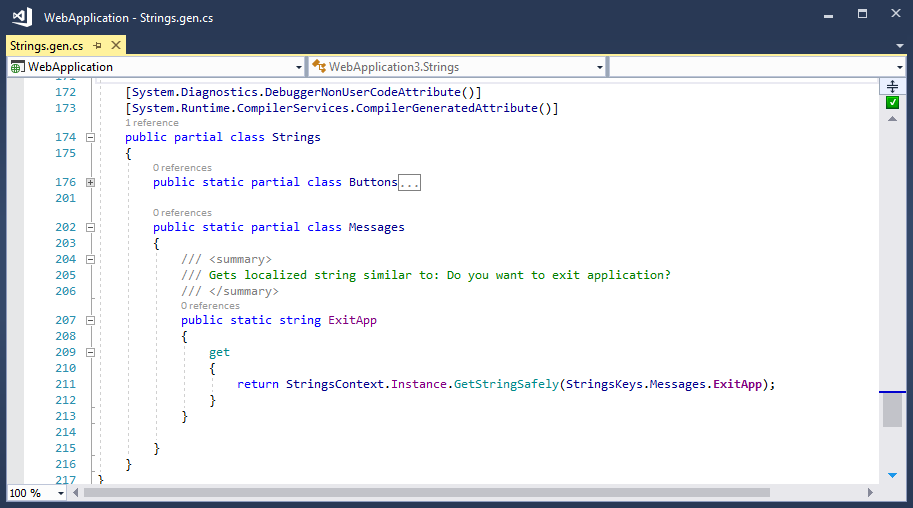 WebApplication - Strings.gen.cs
Strings.gen.cs
WebApplication WebApplication3.Strings
171
172 [System.Diagnostics.DebuggerNonUserCodeAttribute()]
173 [System.Runtime.CompilerServices.CompilerGeneratedAttribute()]
1 reference
174 public partial class Strings
175 {
0 references
176 public static partial class Buttons...
201
0 references
202 public static partial class Messages
203 {
204 /// <summary>
205 /// Gets localized string similar to: Do you want to exit application?
206 /// </summary>
0 references
207 public static string ExitApp
208 {
209 get
210 {
211 return StringsContext.Instance.GetStringSafely(StringsKeys.Messages.ExitApp);
212 }
213 }
214
215 }
216 }
217 }
100 %